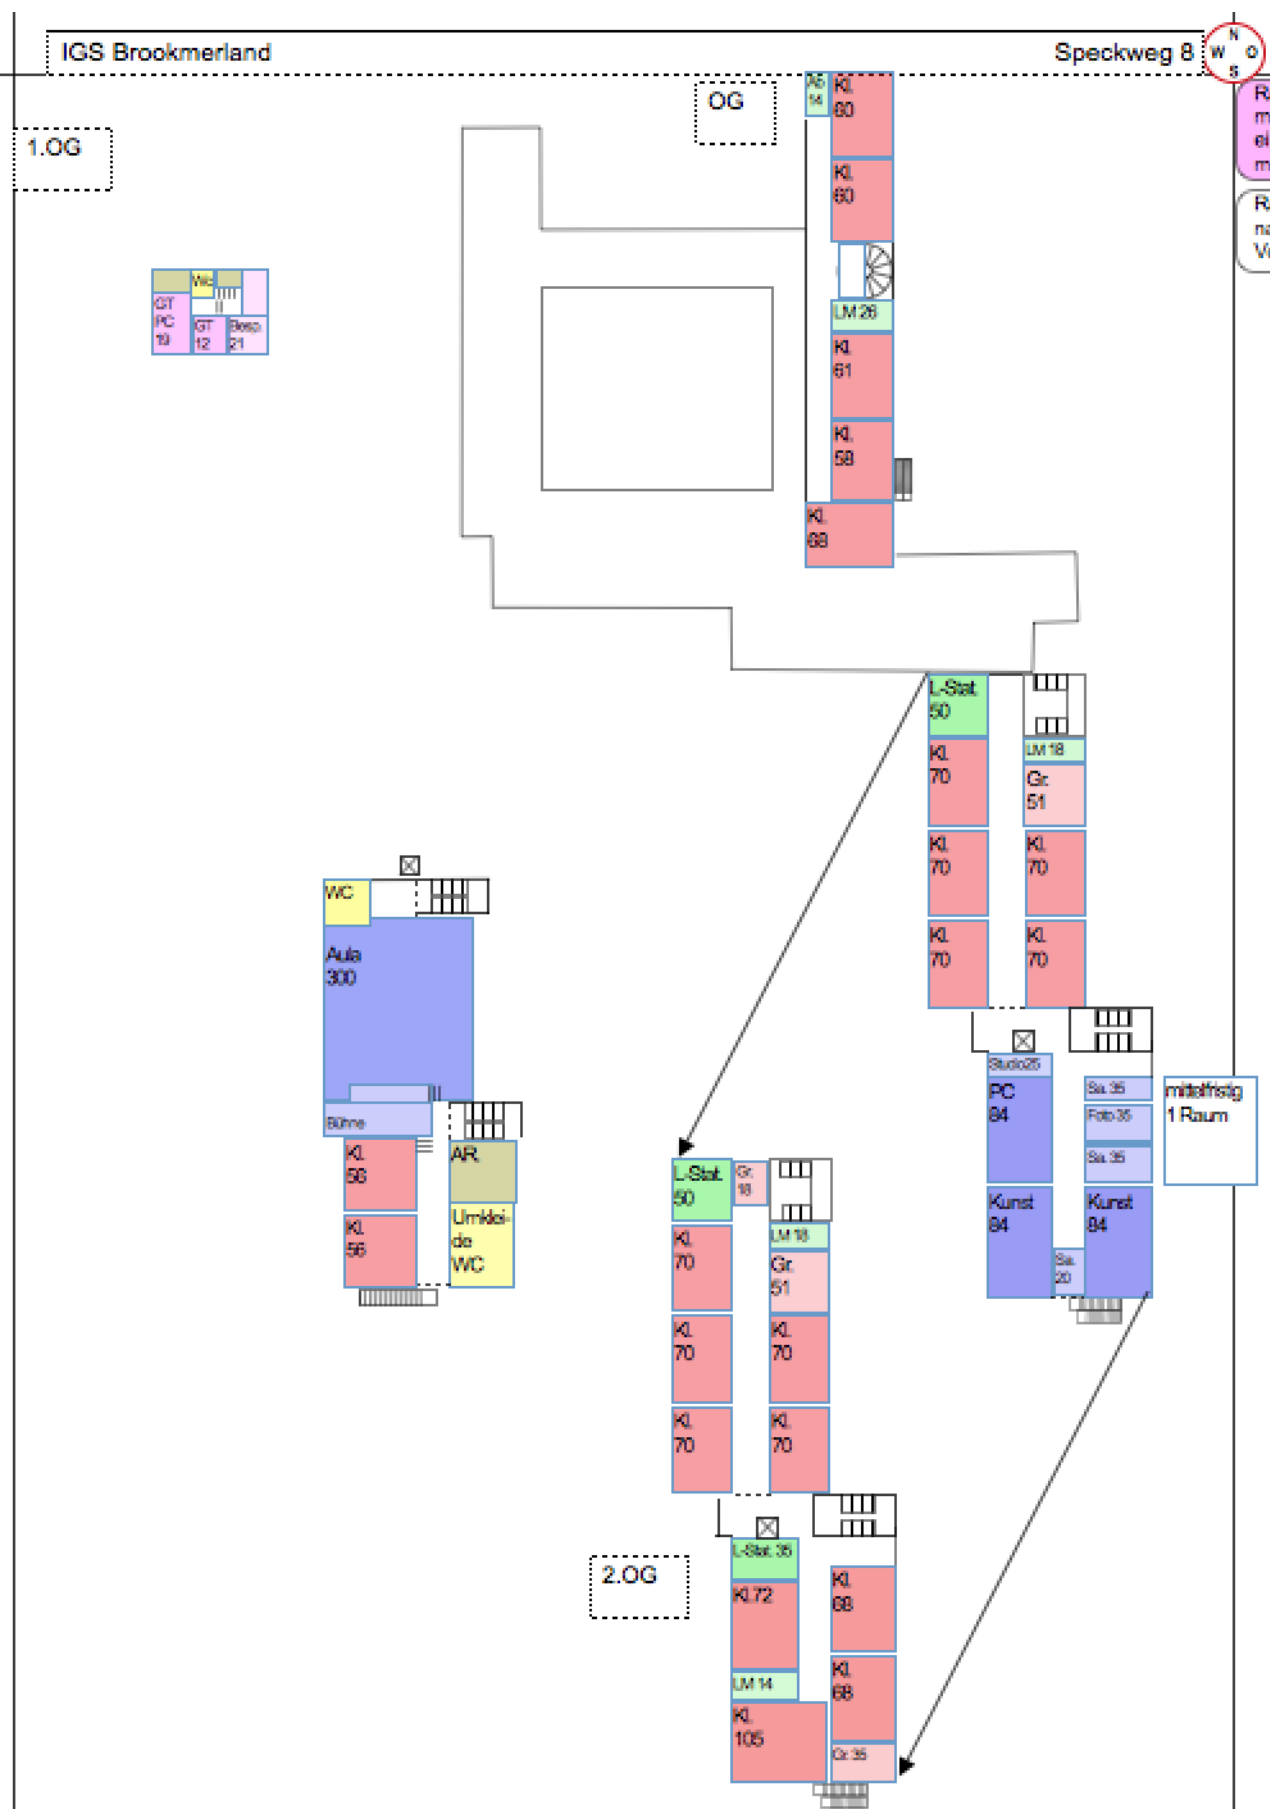 IGS Brookmerland
Speckweg 8
N
W O
S
1.OG
OG
Ab
14
Kl.
60
Kl.
60
LM 26
Kl.
61
Kl.
58
Kl.
68
Wc
GT
PC
19
GT
12
Besp.
21
L-Stat.
50
Kl.
70
Kl.
70
Kl.
70
LM 18
Gr.
51
Kl.
70
Kl.
70
Studio25
PC
84
Kunst
84
Sa. 35
Foto 35
Sa. 35
Kunst
84
Sa.
20
mittelfristig
1 Raum
WC
Aula
300
Bühne
Kl.
56
Kl.
56
AR.
Umklei-
de
WC
L-Stat.
50
Gr.
18
Kl.
70
Kl.
70
Kl.
70
LM 18
Gr.
51
Kl.
70
Kl.
70
2.OG
L-Stat. 35
Kl.72
LM 14
Kl.
105
Kl.
68
Kl.
68
Gr. 35